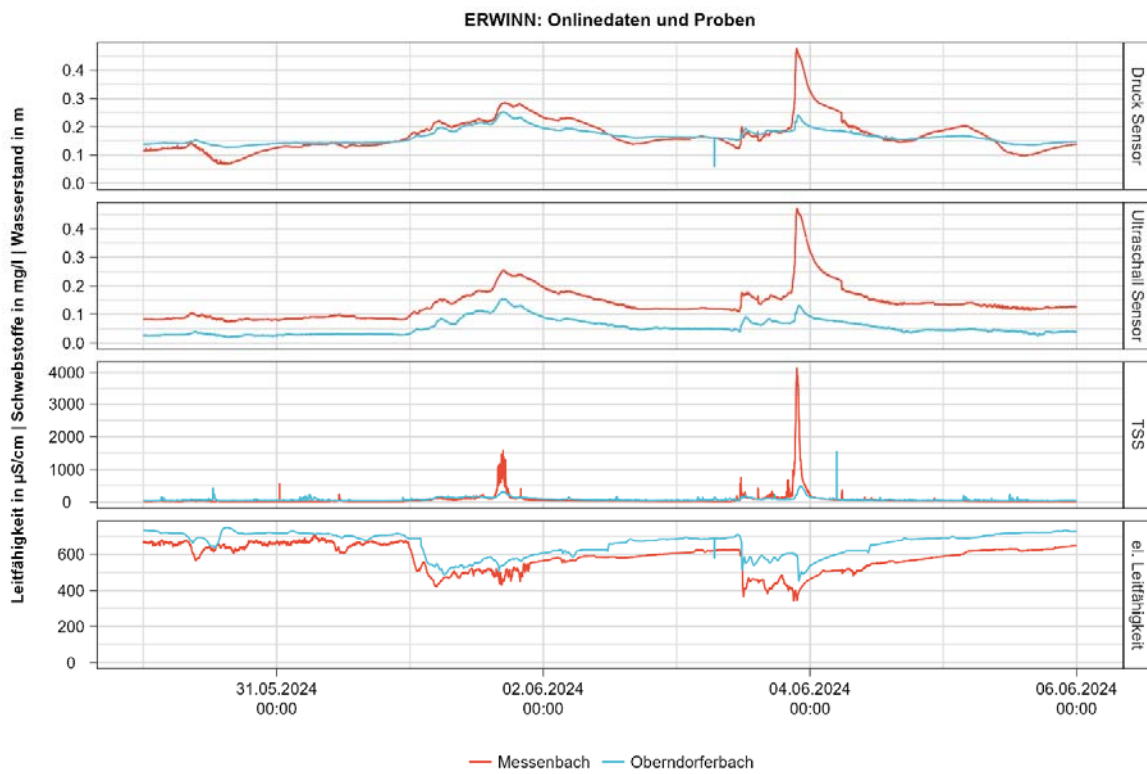 ERWINN: Onlinedaten und Proben
Leitfähigkeit in µS/cm | Schwebstoffe in mg/l | Wasserstand in m
0.4
0.3
0.2
0.1
0.0
Druck Sensor
0.4
0.3
0.2
0.1
0.0
Ultraschall Sensor
4000
3000
2000
1000
0
TSS
600
400
200
0
el. Leitfähigkeit
31.05.2024 02.06.2024 04.06.2024 06.06.2024
00:00 00:00 00:00 00:00
Messenbach Oberndorferbach